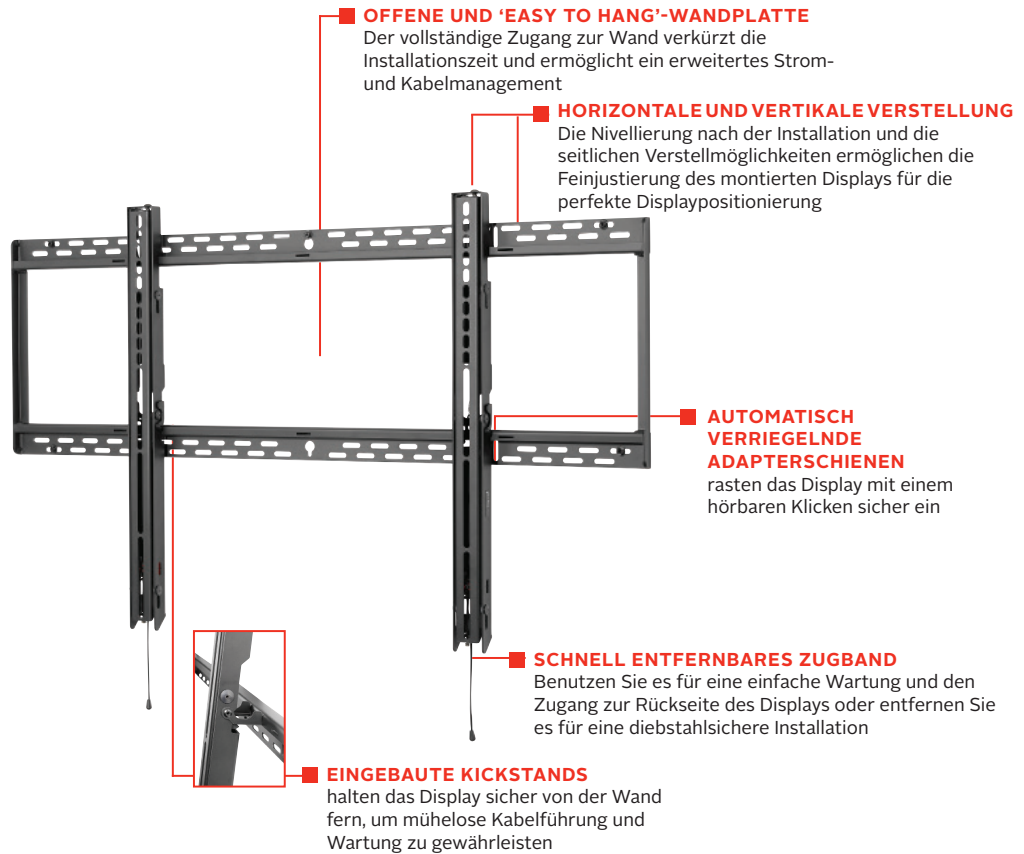 OFFENE UND ‘EASY TO HANG’-WANDPLATTE
Der vollständige Zugang zur Wand verkürzt die
Installationszeit und ermöglicht ein erweitertes Strom-
und Kabelmanagement
HORIZONTALE UND VERTIKALE VERSTELLUNG
Die Nivellierung nach der Installation und die
seitlichen Verstellmöglichkeiten ermöglichen die
Feinjustierung des montierten Displays für die
perfekte Displaypositionierung
AUTOMATISCH
VERRIEGELNDE
ADAPTERSCHIENEN
rasten das Display mit einem
hörbaren Klicken sicher ein
SCHNELL ENTFERNBARES ZUGBAND
Benutzen Sie es für eine einfache Wartung und den
Zugang zur Rückseite des Displays oder entfernen Sie
es für eine diebstahlsichere Installation
EINGEBAUTE KICKSTANDS
halten das Display sicher von der Wand
fern, um mühelose Kabelführung und
Wartung zu gewährleisten